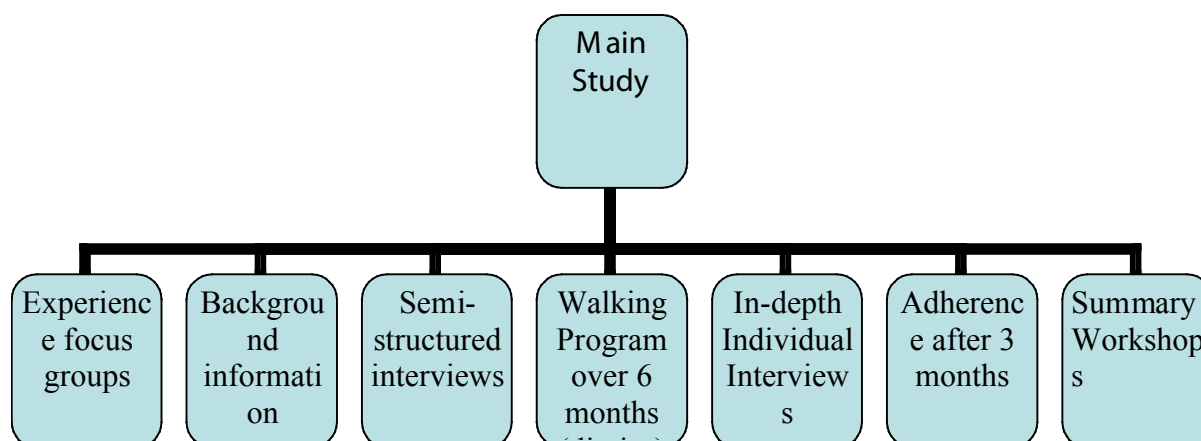 Main
Study
Experienc
e focus
groups
Backgrou
nd
informati
on
Semi-
structured
interviews
Walking
Program
over 6
months
In-depth
Individual
Interview
s
Adherenc
e after 3
months
Summary
Workshop
s